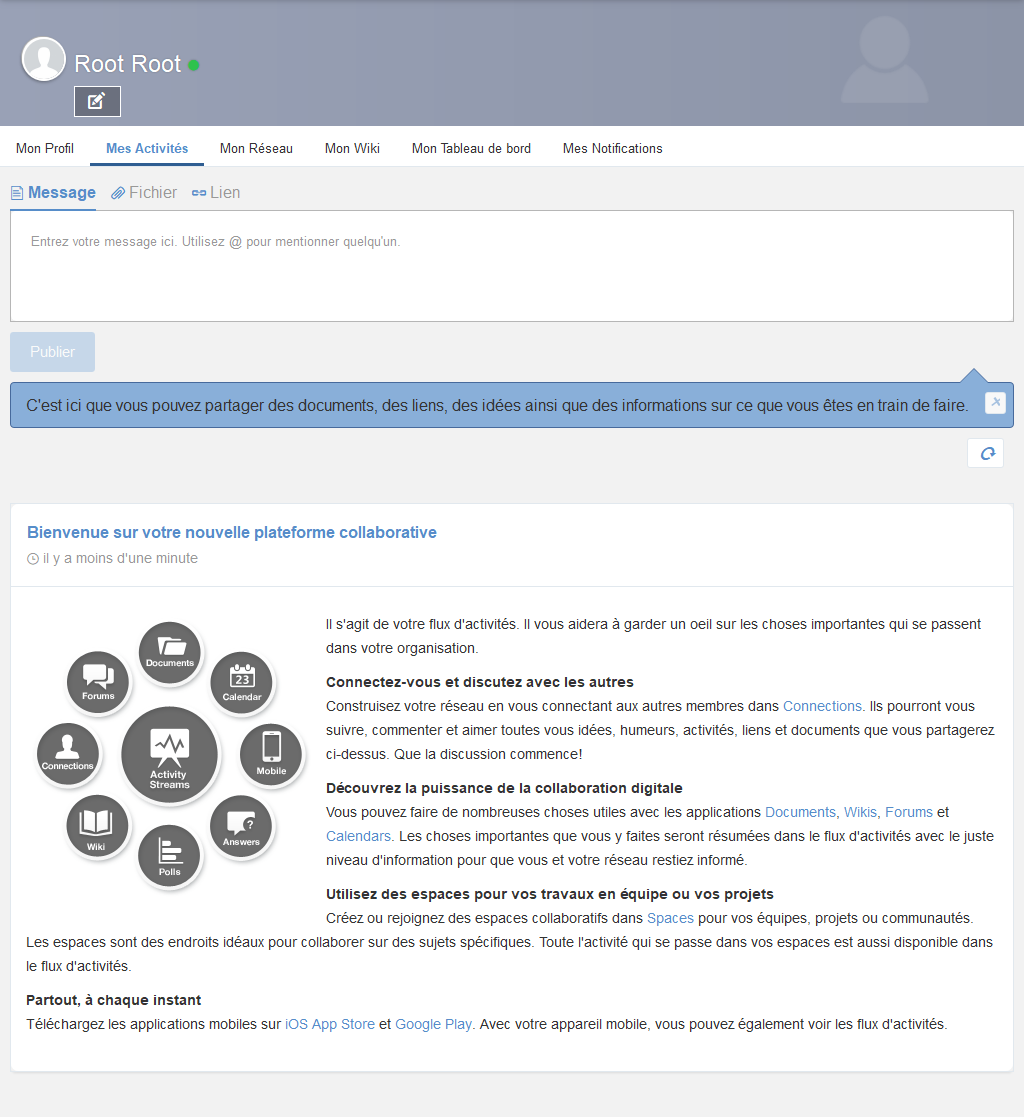 Root Root
Mon Profil
Mes Activités
Mon Réseau
Mon Wiki
Mon Tableau de bord
Mes Notifications
Message
Fichier
Lien
Entrez votre message ici. Utilisez @ pour mentionner quelqu'un.
Publier
C'est ici que vous pouvez partager des documents, des liens, des idées ainsi que des informations sur ce que vous êtes en train de faire.
Bienvenue sur votre nouvelle plateforme collaborative
il y a moins d'une minute
Documents
Forums
23
Calendar
Connections
Activity
Streams
Mobile
Wiki
?
Answers
Polls
Il s'agit de votre flux d'activités. Il vous aidera à garder un oeil sur les choses importantes qui se passent
dans votre organisation.
Connectez-vous et discutez avec les autres
Construisez votre réseau en vous connectant aux autres membres dans Connections. Ils pourront vous
suivre, commenter et aimer toutes vous idées, humeurs, activités, liens et documents que vous partagerez
ci-dessus. Que la discussion commence!
Découvrez la puissance de la collaboration digitale
Vous pouvez faire de nombreuses choses utiles avec les applications Documents, Wikis, Forums et
Calendars. Les choses importantes que vous y faites seront résumées dans le flux d'activités avec le juste
niveau d'information pour que vous et votre réseau restiez informé.
Utilisez des espaces pour vos travaux en équipe ou vos projets
Créez ou rejoignez des espaces collaboratifs dans Spaces pour vos équipes, projets ou communautés.
Les espaces sont des endroits idéaux pour collaborer sur des sujets spécifiques. Toute l'activité qui se passe dans vos espaces est aussi disponible dans
le flux d'activités.
Partout, à chaque instant
Téléchargez les applications mobiles sur iOS App Store et Google Play. Avec votre appareil mobile, vous pouvez également voir les flux d'activités.